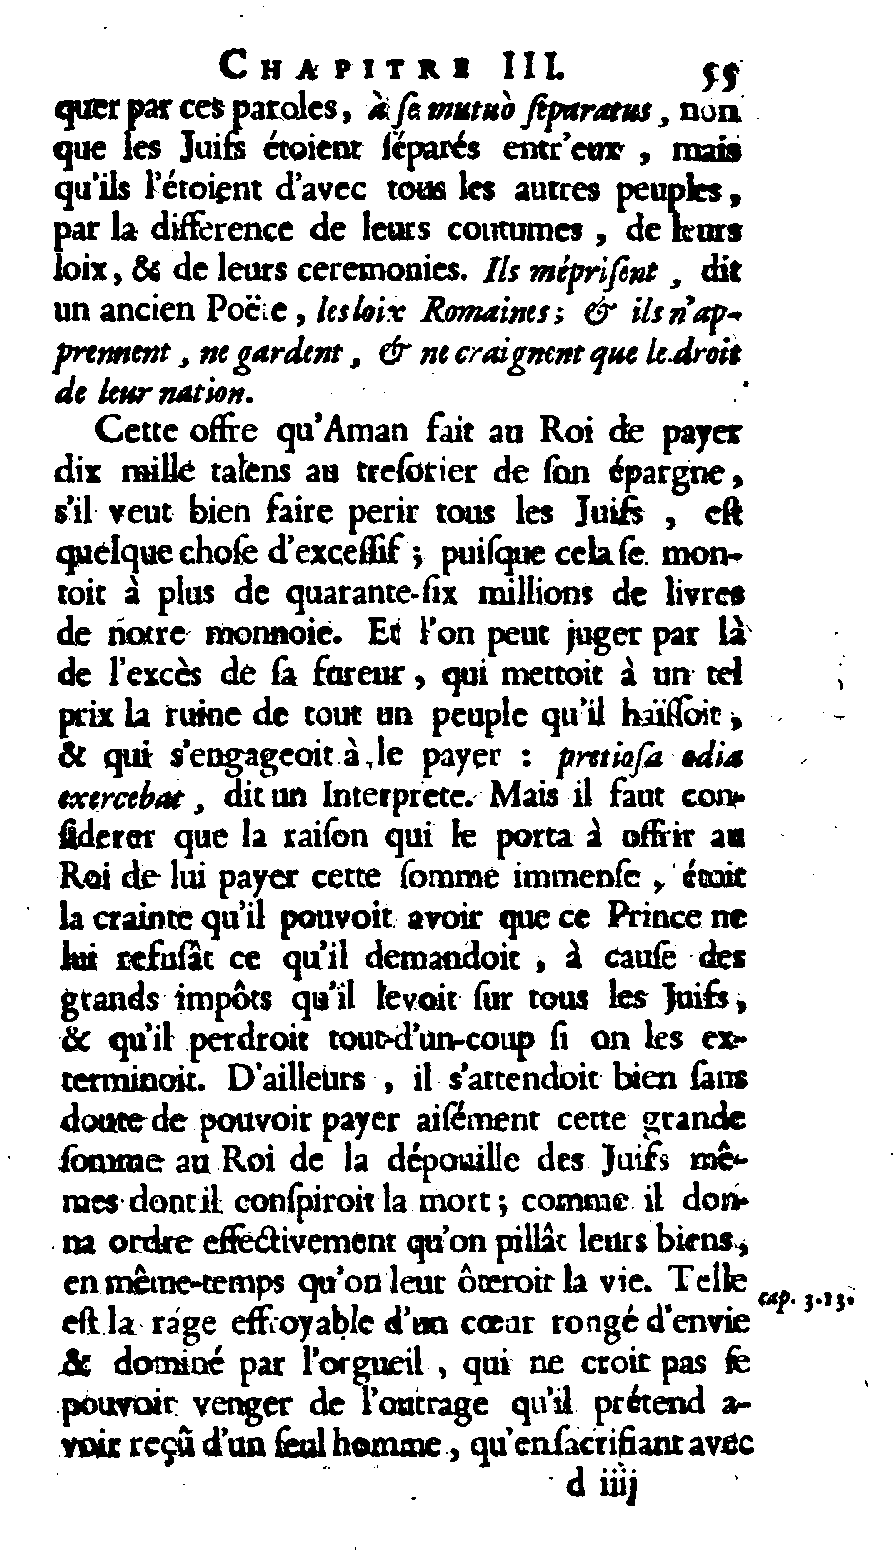 CHAPITRE III. 55
quer par ces paroles, à se mutuò separatus, non
que les Juifs étoient séparés entr'eux, mais
qu'ils l'étoient d'avec tous les autres peuples,
par la difference de leurs coutumes, de leurs
loix, & de leurs ceremonies. Ils méprisent, dit
un ancien Poëte, les loix Romaines; & ils n'ap-
prennent, ne gardent, & ne craignent que le droit
de leur nation.
Cette offre qu'Aman fait au Roi de payer
dix mille talens au tresorier de son épargne,
s'il veut bien faire perir tous les Juifs, est
quelque chose d'excessif; puisque cela se mon-
toit à plus de quarante-six millions de livres
de notre monnoie. Et l'on peut juger par là
de l'excès de sa fureur, qui mettoit à un tel
prix la ruine de tout un peuple qu'il haïssoit,
& qui s'engageoit à le payer : pretiosa odia
exercebat, dit un Interprete. Mais il faut con-
siderer que la raison qui le porta à offrir au
Roi de lui payer cette somme immense, étoit
la crainte qu'il pouvoit avoir que ce Prince ne
lui refusât ce qu'il demandoit, à cause des
grands impôts qu'il levoit sur tous les Juifs,
& qu'il perdroit tout-d'un-coup si on les ex-
terminoit. D'ailleurs, il s'attendoit bien sans
doute de pouvoir payer aisément cette grande
somme au Roi de la dépouille des Juifs mê-
mes dont il conspiroit la mort; comme il don-
na ordre effectivement qu'on pillât leurs biens,
en même-temps qu'on leur ôteroit la vie. Telle
est la rage effroyable d'un cœur rongé d'envie
& dominé par l'orgueil, qui ne croit pas se
pouvoir venger de l'outrage qu'il prétend a-
voir reçû d'un seul homme, qu'en sacrifiant avec
d iiij
cap. 3.13.